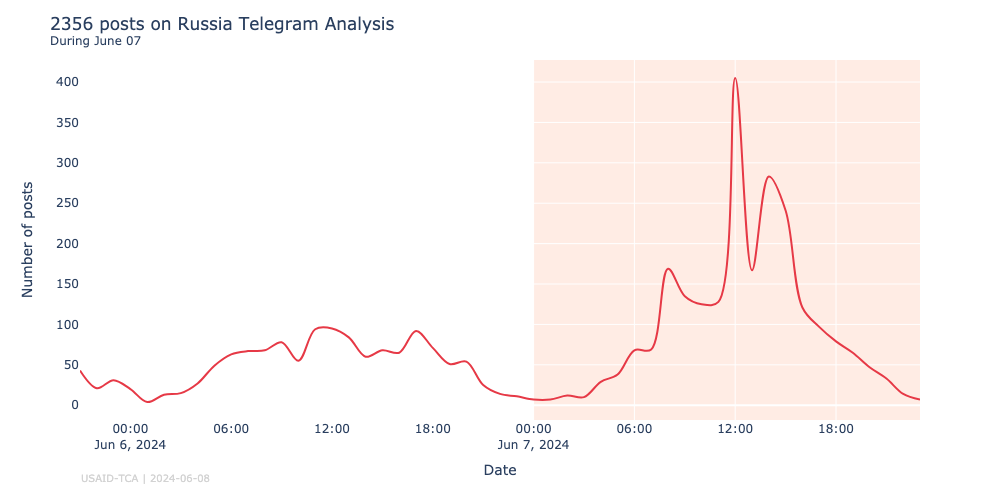 2356 posts on Russia Telegram Analysis
During June 07
Number of posts
400
350
300
250
200
150
100
50
0
00:00 06:00 12:00 18:00 00:00 06:00 12:00 18:00
Jun 6, 2024 Jun 7, 2024
Date
USAID-TCA | 2024-06-08